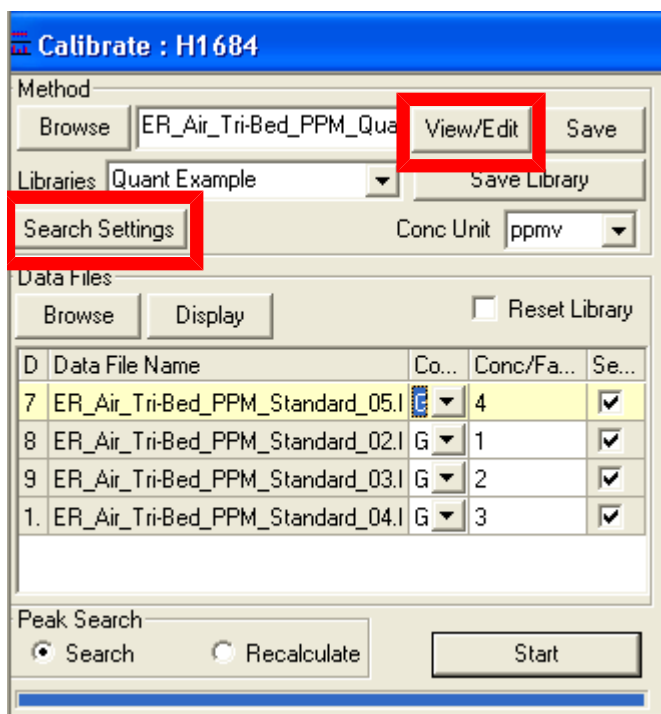 Calibrate : H1684
Method
Browse ER_Air_Tri-Bed_PPM_Qua View/Edit Save
Libraries Quant Example Save Library
Search Settings Conc Unit ppmv
Data Files
Browse Display Reset Library
D Data File Name Co... Conc/Fa... Se...
7 ER_Air_Tri-Bed_PPM_Standard_05.l G 4
8 ER_Air_Tri-Bed_PPM_Standard_02.l G 1
9 ER_Air_Tri-Bed_PPM_Standard_03.l G 2
1. ER_Air_Tri-Bed_PPM_Standard_04.l G 3
Peak Search
Search Recalculate Start